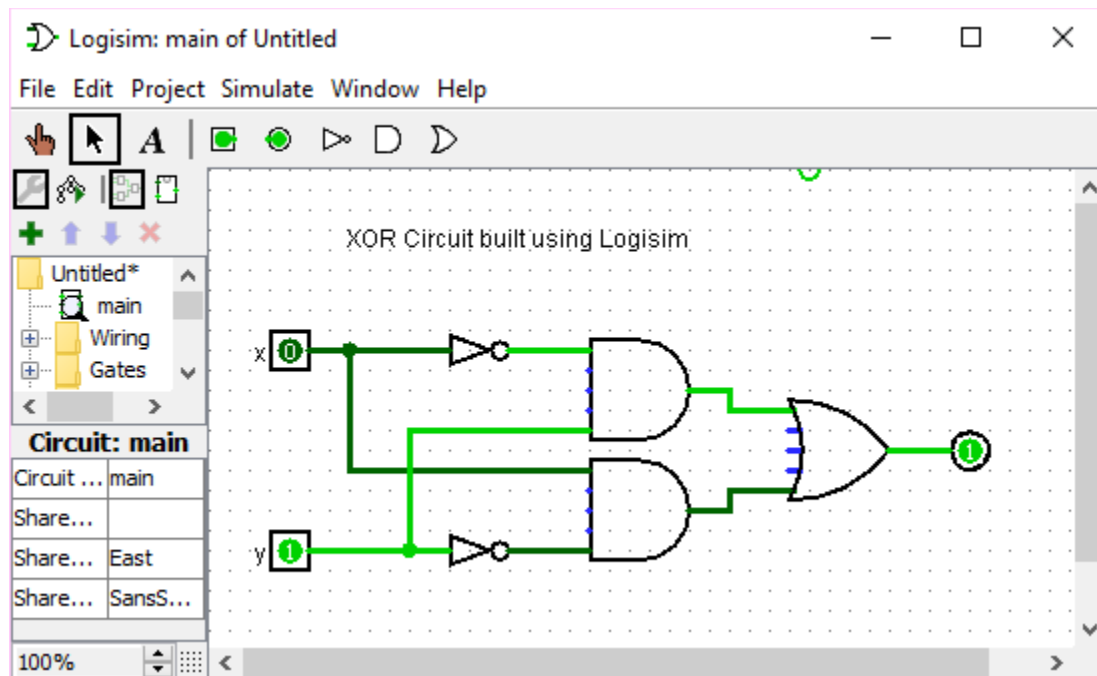 Logisim: main of Untitled
File Edit Project Simulate Window Help
A
XOR Circuit built using Logisim
Untitled*
main
Wiring
Gates
Circuit: main
Circuit ... main
Share...
Share... East
Share... SansS...
100%
x 0
y 1
1